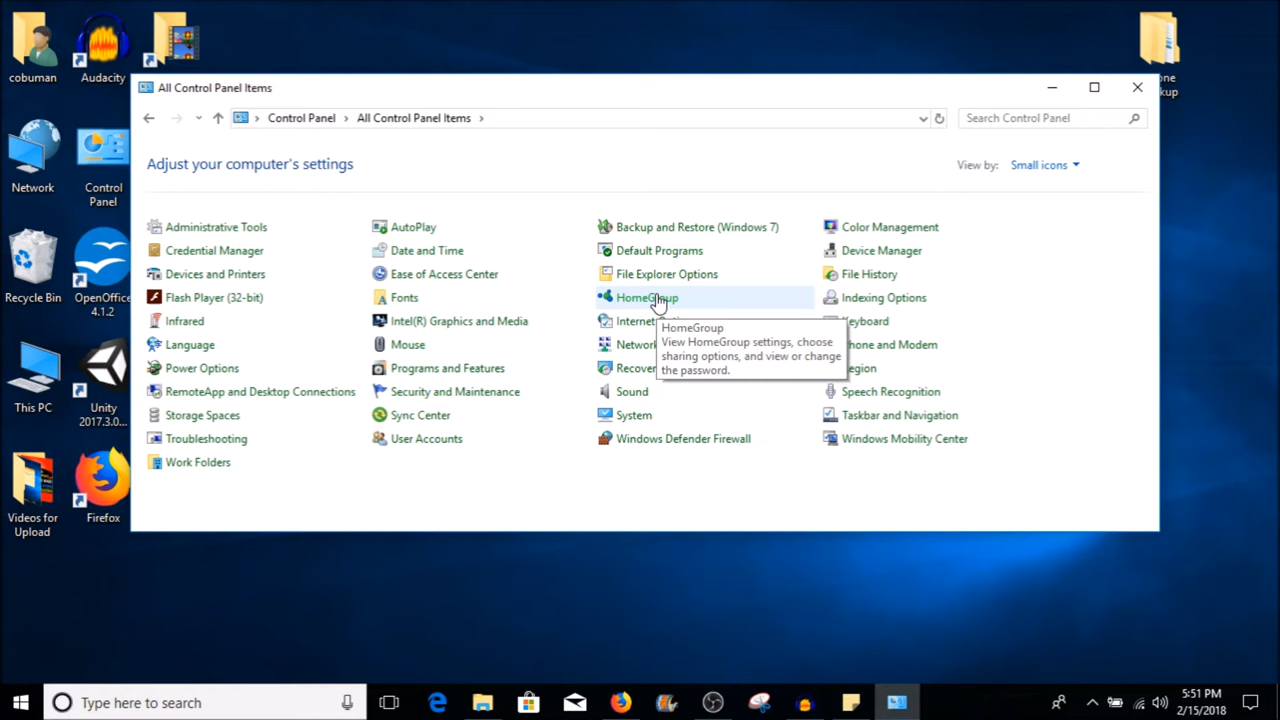 cobuman
Audacity
Network
Control
Panel
Recycle Bin
OpenOffice
4.1.2
This PC
Unity
2017.3.0...
Videos for
Upload
Firefox
All Control Panel Items
Control Panel
All Control Panel Items
Search Control Panel
Adjust your computer's settings
View by:
Small icons
Administrative Tools
AutoPlay
Backup and Restore (Windows 7)
Color Management
Credential Manager
Date and Time
Default Programs
Device Manager
Devices and Printers
Ease of Access Center
File Explorer Options
File History
Flash Player (32-bit)
Fonts
HomeGroup
Indexing Options
Infrared
Intel(R) Graphics and Media
Internet
Keyboard
Language
Mouse
Power Options
Programs and Features
RemoteApp and Desktop Connections
Security and Maintenance
Sound
Speech Recognition
Storage Spaces
Sync Center
System
Taskbar and Navigation
Troubleshooting
User Accounts
Windows Defender Firewall
Windows Mobility Center
Work Folders
and Modem
HomeGroup
View HomeGroup settings, choose
sharing options, and view or change
the password.
Type here to search
5:51 PM
2/15/2018